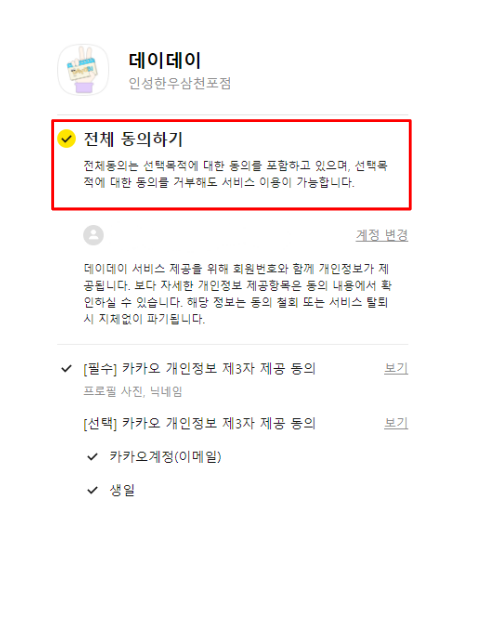 데이데이
인성한우삼천포점
전체 동의하기
전체동의는 선택목적에 대한 동의를 포함하고 있으며, 선택목
적에 대한 동의를 거부해도 서비스 이용이 가능합니다.
계정 변경
데이데이 서비스 제공을 위해 회원번호와 함께 개인정보가 제
공됩니다. 보다 자세한 개인정보 제공항목은 동의 내용에서 확
인하실 수 있습니다. 해당 정보는 동의 철회 또는 서비스 탈퇴
시 지체없이 파기됩니다.
[필수] 카카오 개인정보 제3자 제공 동의 보기
프로필 사진, 닉네임
[선택] 카카오 개인정보 제3자 제공 동의 보기
카카오계정(이메일)
생일